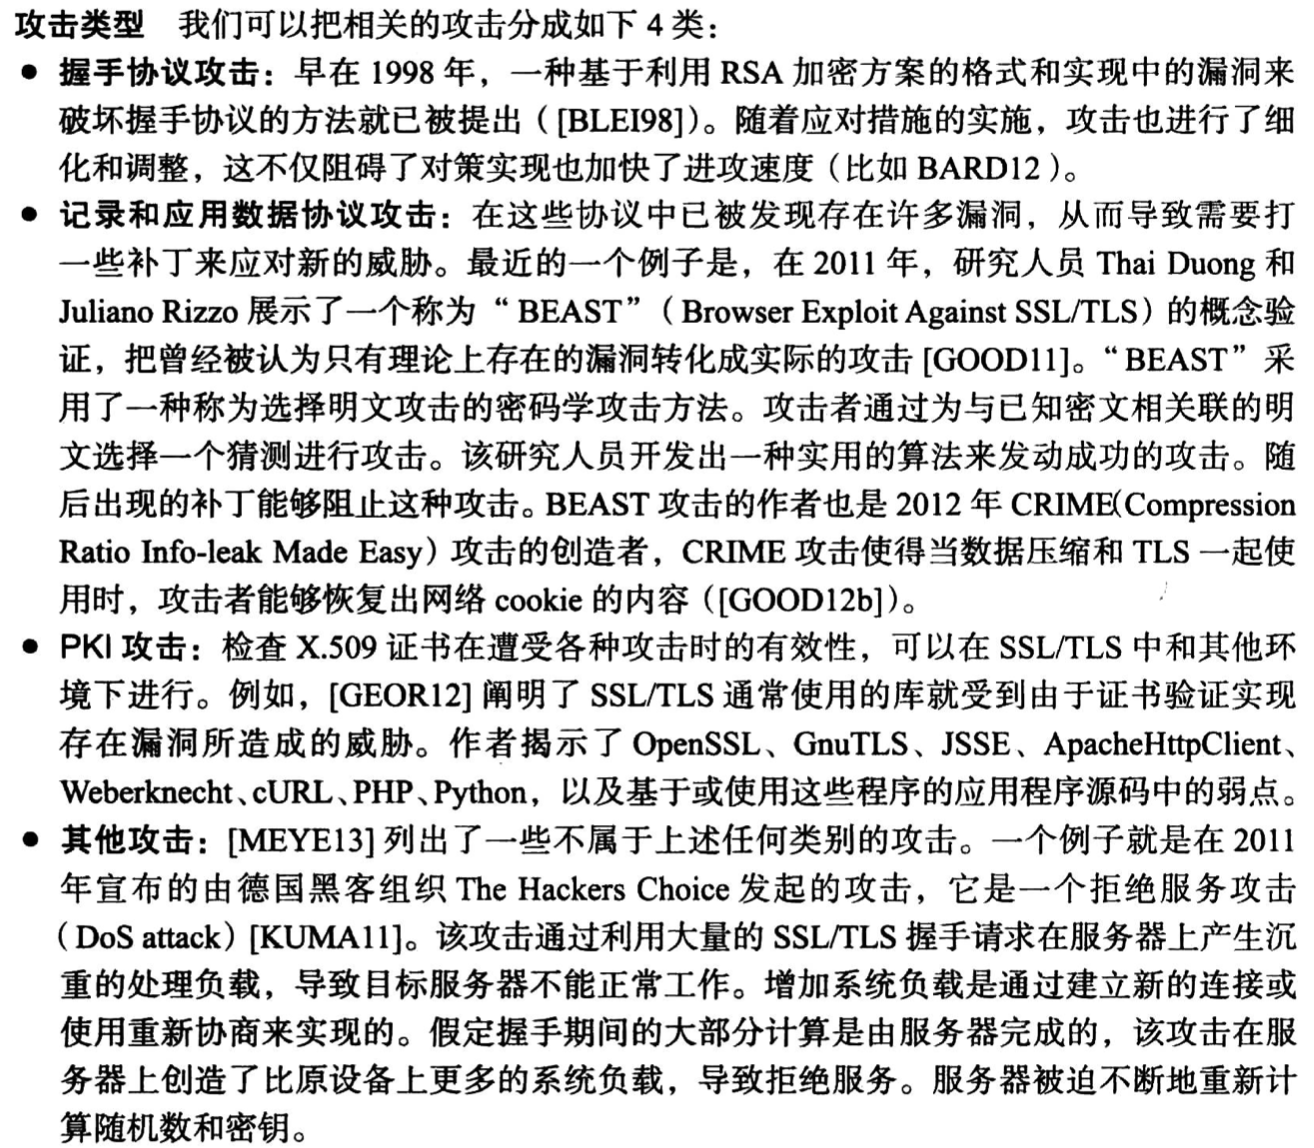 攻击类型 我们可以把相关的攻击分成如下 4 类：
● 握手协议攻击：早在 1998 年，一种基于利用 RSA 加密方案的格式和实现中的漏洞来
破坏握手协议的方法就已被提出（[BLEI98]）。随着应对措施的实施，攻击也进行了细
化和调整，这不仅阻碍了对策实现也加快了进攻速度（比如 BARD12）。
● 记录和应用数据协议攻击：在这些协议中已被发现存在许多漏洞，从而导致需要打
一些补丁来应对新的威胁。最近的一个例子是，在 2011 年，研究人员 Thai Duong 和
Juliano Rizzo 展示了一个称为“BEAST”（Browser Exploit Against SSL/TLS）的概念验
证，把曾经被认为只有理论上存在的漏洞转化成实际的攻击 [GOOD11]。“BEAST”采
用了一种称为选择明文攻击的密码学攻击方法。攻击者通过为与已知密文相关联的明
文选择一个猜测进行攻击。该研究人员开发出一种实用的算法来发动成功的攻击。随
后出现的补丁能够阻止这种攻击。BEAST 攻击的作者也是 2012 年 CRIME(Compression
Ratio Info-leak Made Easy）攻击的创造者，CRIME 攻击使得当数据压缩和 TLS 一起使
用时，攻击者能够恢复出网络 cookie 的内容（[GOOD12b]）。
● PKI 攻击：检查 X.509 证书在遭受各种攻击时的有效性，可以在 SSL/TLS 中和其他环
境下进行。例如，[GEOR12] 阐明了 SSL/TLS 通常使用的库就受到由于证书验证实现
存在漏洞所造成的威胁。作者揭示了 OpenSSL、GnuTLS、JSSE、ApacheHttpClient、
Weberknecht、cURL、PHP、Python，以及基于或使用这些程序的应用程序源码中的弱点。
● 其他攻击：[MEYE13] 列出了一些不属于上述任何类别的攻击。一个例子就是在 2011
年宣布的由德国黑客组织 The Hackers Choice 发起的攻击，它是一个拒绝服务攻击
（DoS attack）[KUMA11]。该攻击通过利用大量的 SSL/TLS 握手请求在服务器上产生沉
重的处理负载，导致目标服务器不能正常工作。增加系统负载是通过建立新的连接或
使用重新协商来实现的。假定握手期间的大部分计算是由服务器完成的，该攻击在服
务器上创造了比原设备上更多的系统负载，导致拒绝服务。服务器被迫不断地重新计
算随机数和密钥。